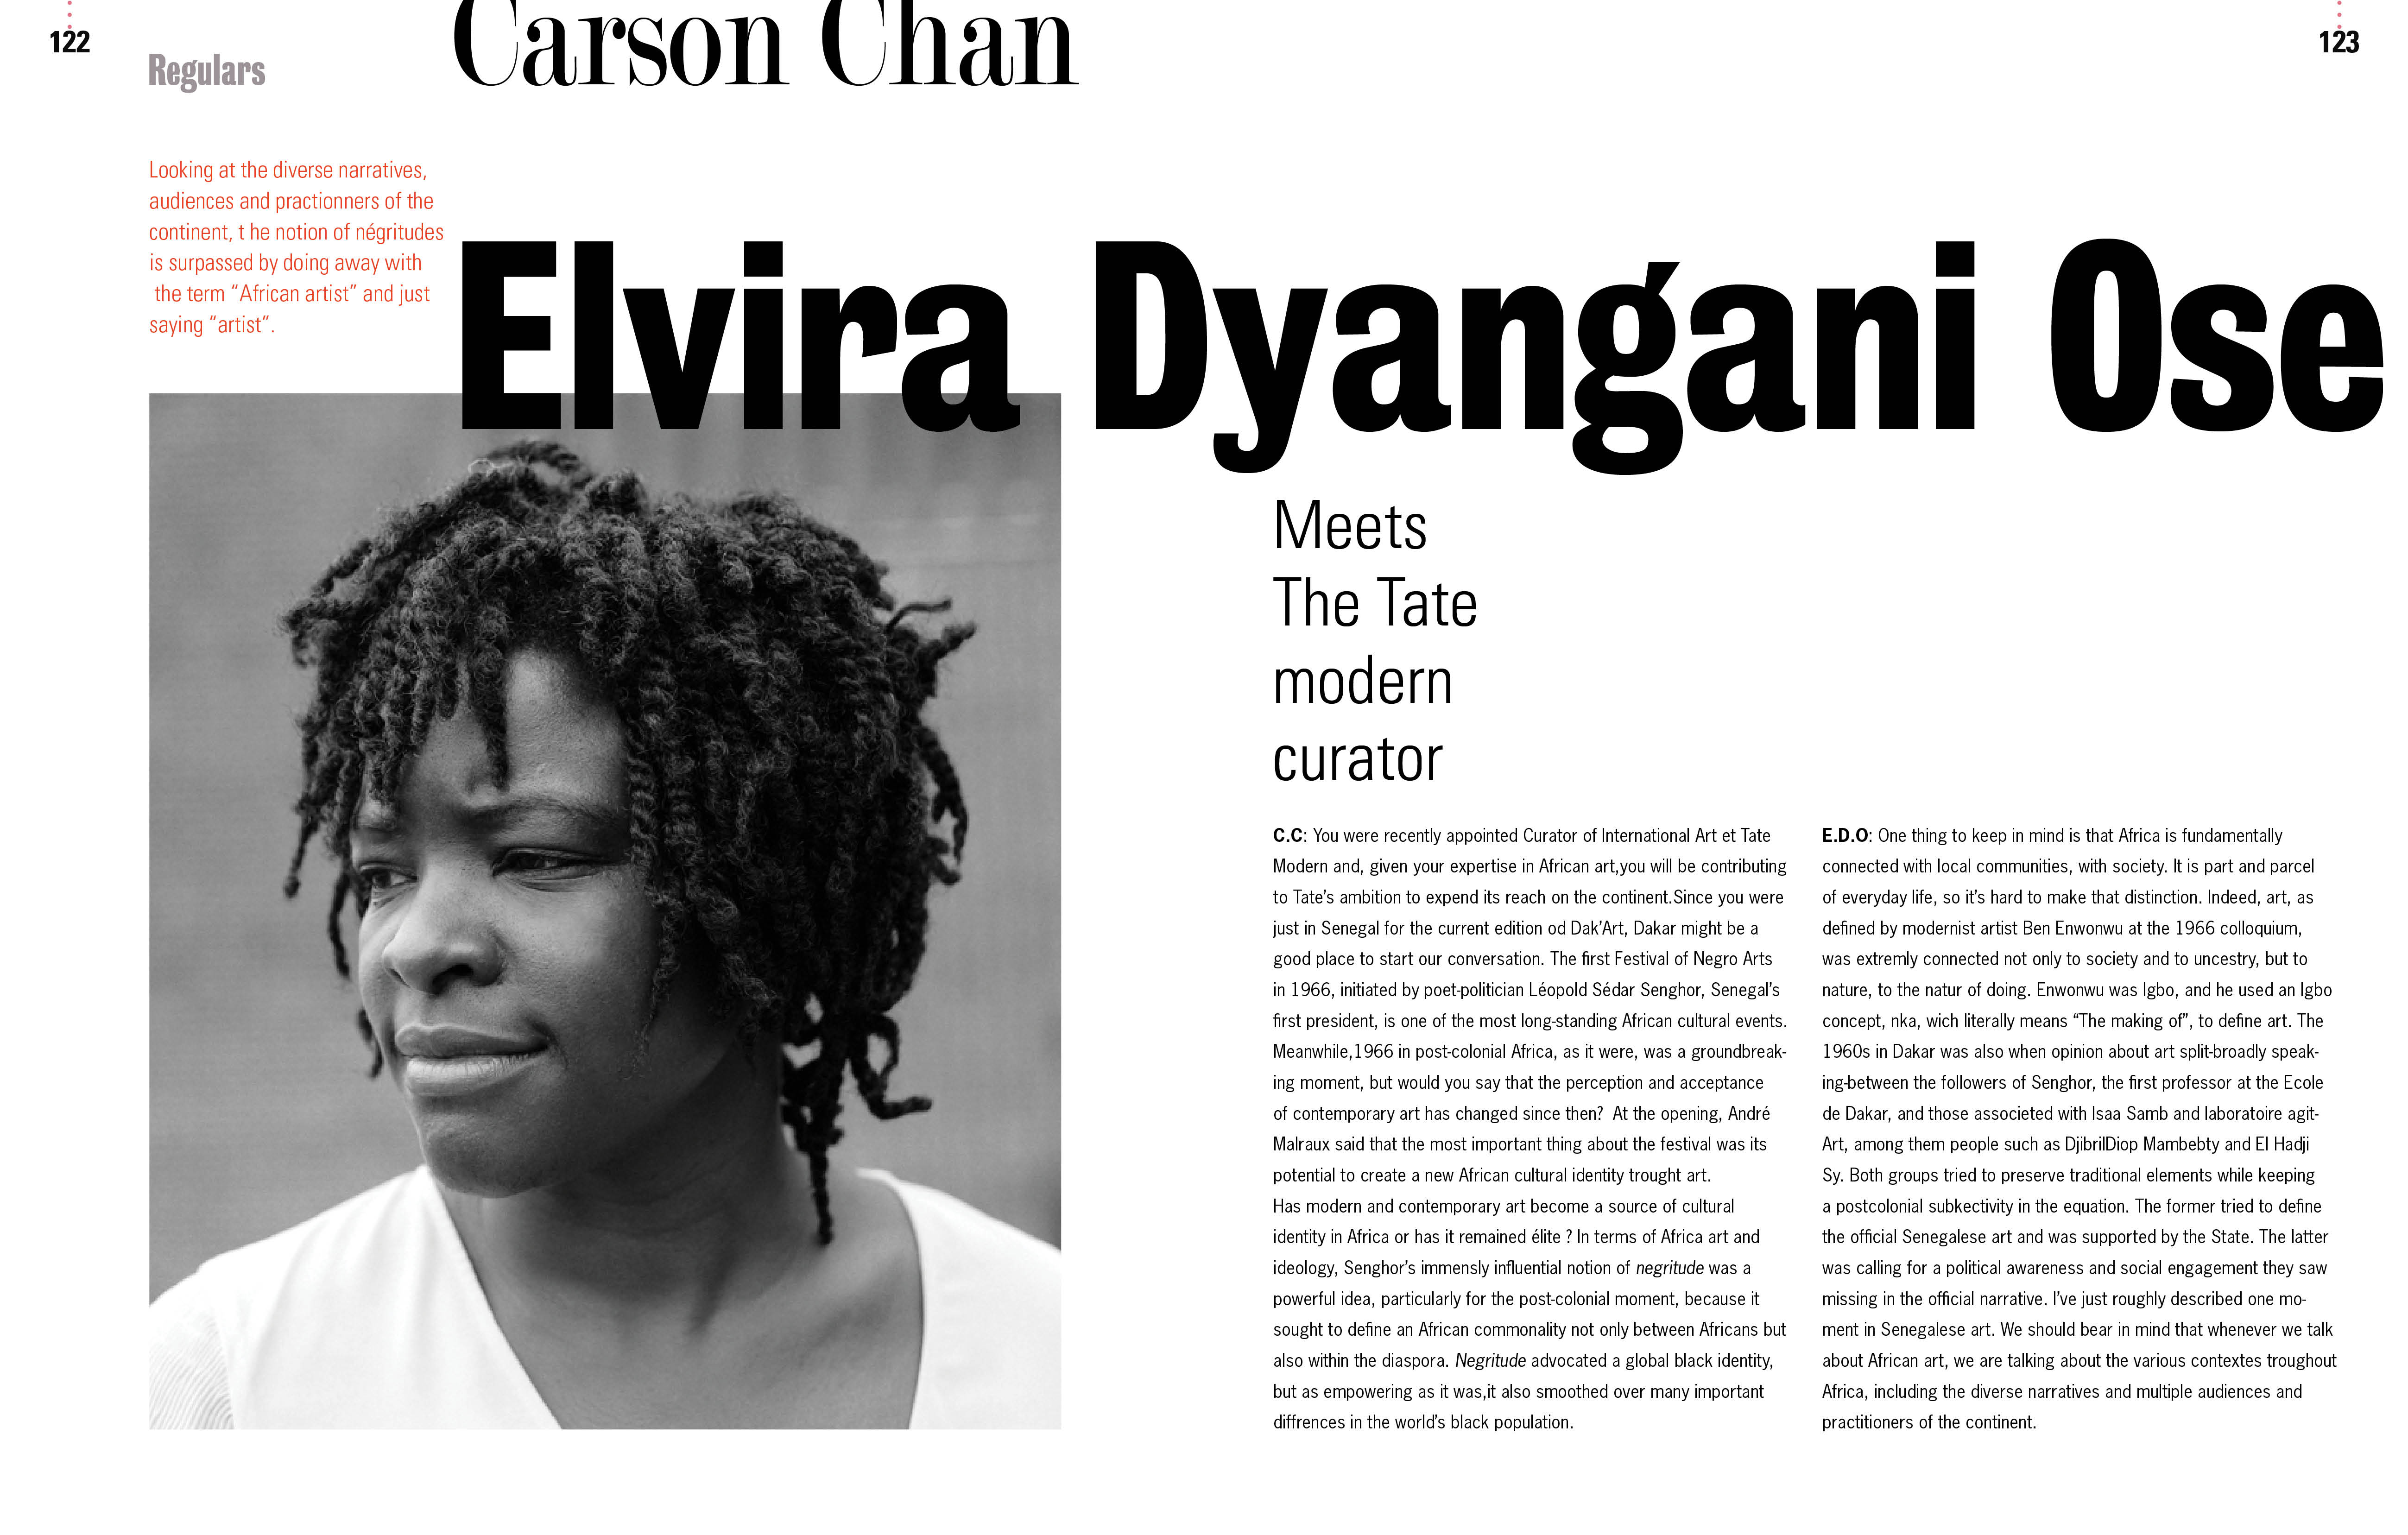 122
Regulars
Carson Chan
123
Looking at the diverse narratives,
audiences and practionners of the
continent, t he notion of négritudes
is surpassed by doing away with
the term “African artist” and just
saying “artist”.
Elvira Dyangani Ose
Meets
The Tate
modern
curator
C.C: You were recently appointed Curator of International Art et Tate
Modern and, given your expertise in African art,you will be contributing
to Tate’s ambition to expend its reach on the continent.Since you were
just in Senegal for the current edition od Dak’Art, Dakar might be a
good place to start our conversation. The first Festival of Negro Arts
in 1966, initiated by poet-politician Léopold Sédar Senghor, Senegal’s
first president, is one of the most long-standing African cultural events.
Meanwhile,1966 in post-colonial Africa, as it were, was a groundbreak-
ing moment, but would you say that the perception and acceptance
of contemporary art has changed since then?  At the opening, André
Malraux said that the most important thing about the festival was its
potential to create a new African cultural identity trought art.
Has modern and contemporary art become a source of cultural
identity in Africa or has it remained élite ? In terms of Africa art and
ideology, Senghor’s immensly influential notion of negritude was a
powerful idea, particularly for the post-colonial moment, because it
sought to define an African commonality not only between Africans but
also within the diaspora. Negritude advocated a global black identity,
but as empowering as it was,it also smoothed over many important
diffrences in the world’s black population.
E.D.O: One thing to keep in mind is that Africa is fundamentally
connected with local communities, with society. It is part and parcel
of everyday life, so it’s hard to make that distinction. Indeed, art, as
defined by modernist artist Ben Enwonwu at the 1966 colloquium,
was extremly connected not only to society and to uncestry, but to
nature, to the natur of doing. Enwonwu was Igbo, and he used an Igbo
concept, nka, wich literally means “The making of”, to define art. The
1960s in Dakar was also when opinion about art split-broadly speak-
ing-between the followers of Senghor, the first professor at the Ecole
de Dakar, and those associeted with Isaa Samb and laboratoire agit-
Art, among them people such as DjibrilDiop Mambebty and El Hadji
Sy. Both groups tried to preserve traditional elements while keeping
a postcolonial subkectivity in the equation. The former tried to define
the official Senegalese art and was supported by the State. The latter
was calling for a political awareness and social engagement they saw
missing in the official narrative. I’ve just roughly described one mo-
ment in Senegalese art. We should bear in mind that whenever we talk
about African art, we are talking about the various contextes troughout
Africa, including the diverse narratives and multiple audiences and
practitioners of the continent.